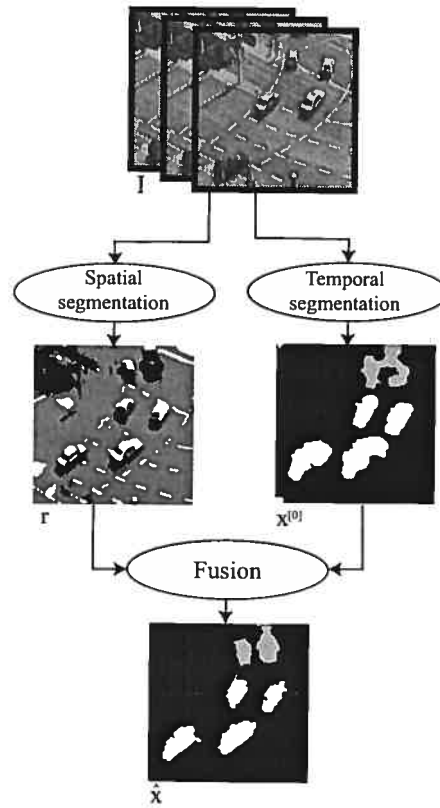 I
Spatial
segmentation
Temporal
segmentation
r
x^[0]
Fusion
x̂